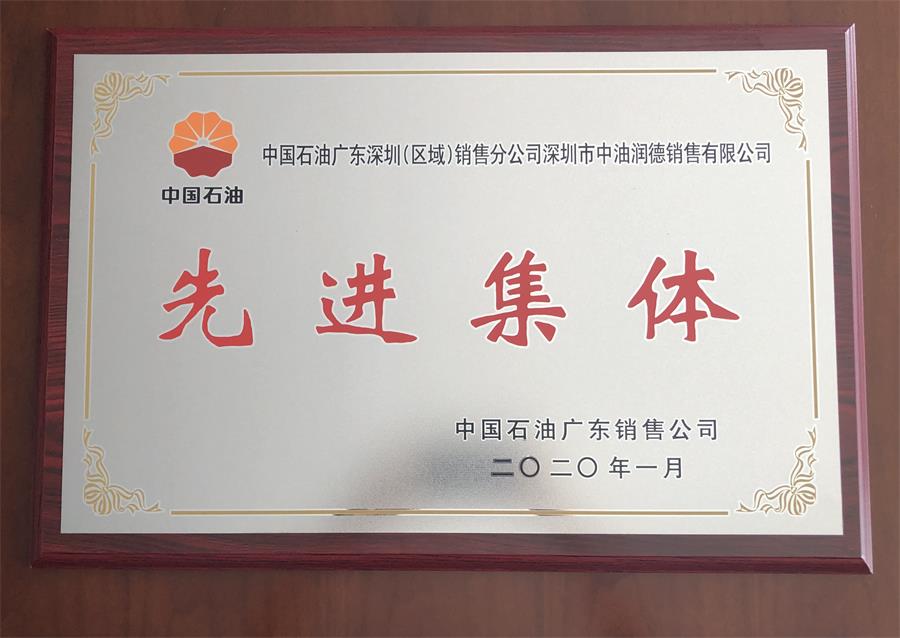 中国石油
中国石油广东深圳(区域)销售分公司深圳市中油润德销售有限公司
先进集体
中国石油广东销售公司
二〇二〇年一月